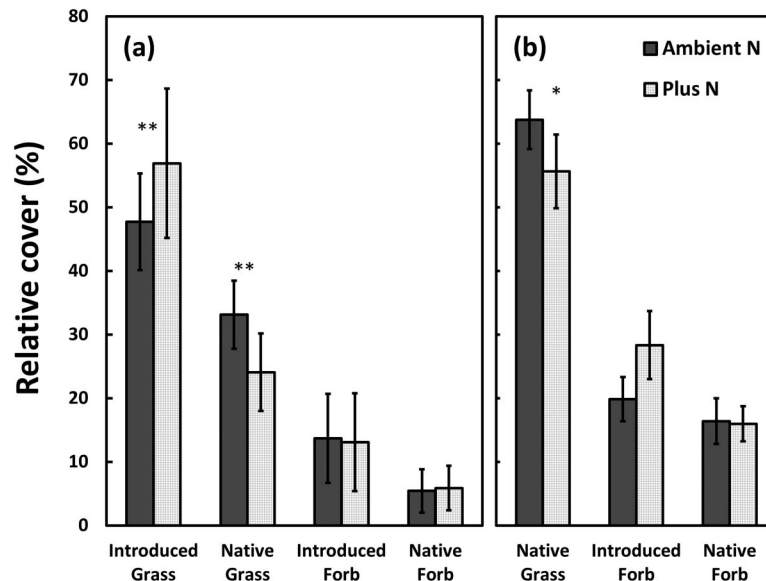 80
70
60
50
40
30
20
10
0
Relative cover (%)
(a)
**
**
Introduced Grass
Native Grass
Introduced Forb
Native Forb
(b)
Ambient N
Plus N
*
Native Grass
Introduced Forb
Native Forb